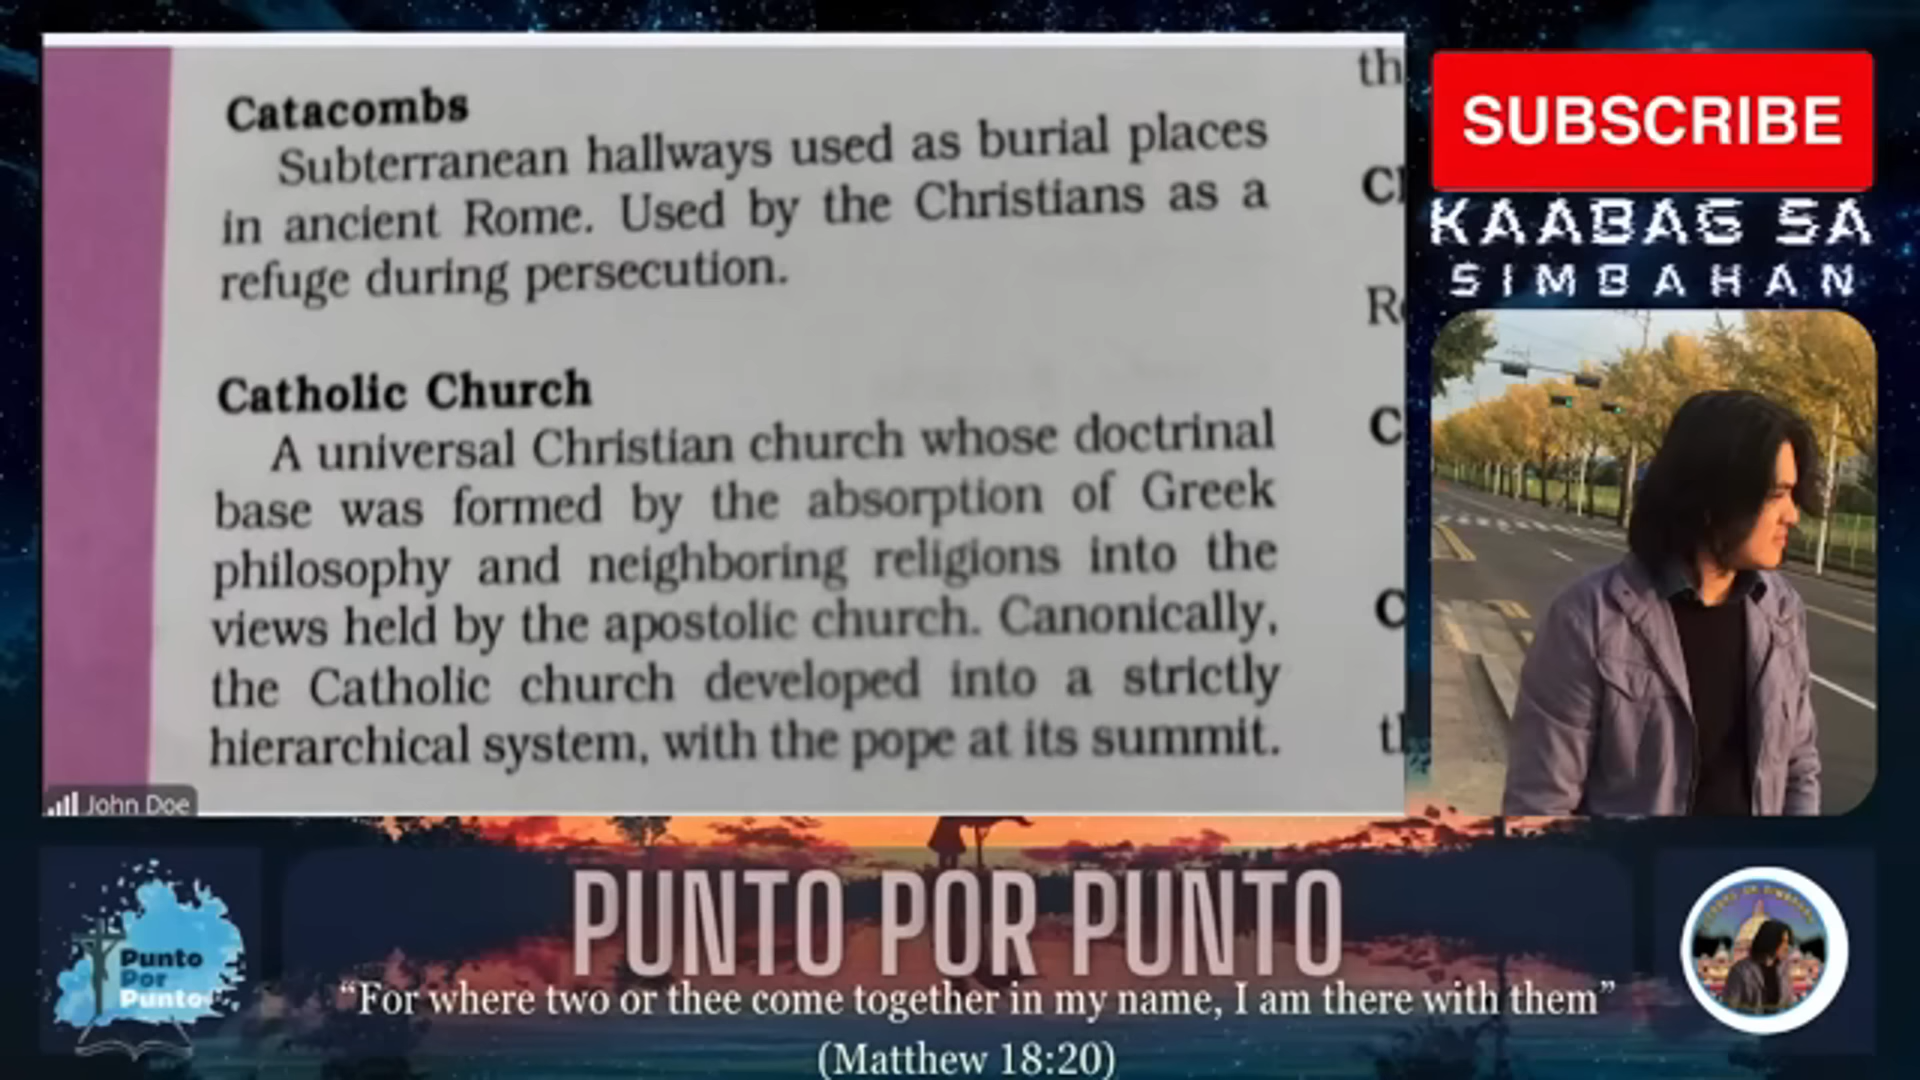 Catacombs
Subterranean hallways used as burial places
in ancient Rome. Used by the Christians as a
refuge during persecution.
Catholic Church
A universal Christian church whose doctrinal
base was formed by the absorption of Greek
philosophy and neighboring religions into the
views held by the apostolic church. Canonically,
the Catholic church developed into a strictly
hierarchical system, with the pope at its summit.
John Doe
SUBSCRIBE
KAABAG SA
SIMBAHAN
Punto
Por
Punto
PUNTO POR PUNTO
“For where two or thee come together in my name, I am there with them”
(Matthew 18:20)